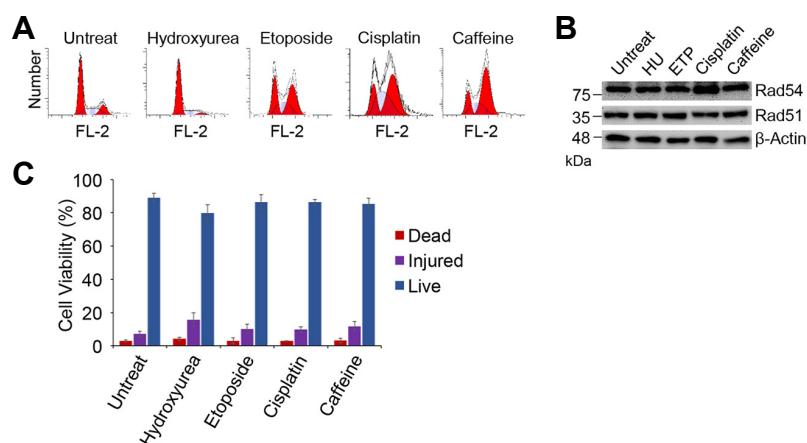 A
Untreat Hydroxyurea Etoposide Cisplatin Caffeine
Number
FL-2 FL-2 FL-2 FL-2 FL-2
B
Untreat HU ETP Cisplatin Caffeine
75 Rad54
35 Rad51
48 β-Actin
kDa
C
Cell Viability (%)
100
80
60
40
20
0
Dead
Injured
Live
Untreat Hydroxyurea Etoposide Cisplatin Caffeine